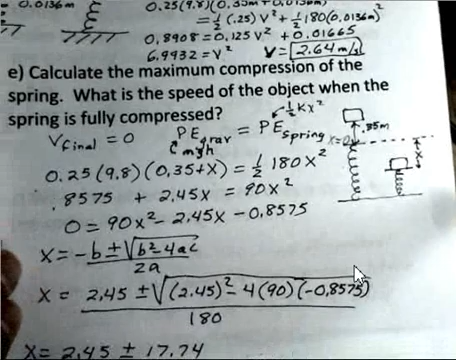 0.0136m
0.25(9.8)(0.35m+0.0136m)
=½(.25)V²+½180(0.0136m)²
0.8908=0.125V²+0.01665
6.9932=V² V=2.64m/s
e) Calculate the maximum compression of the
spring. What is the speed of the object when the
spring is fully compressed?
½Kx²
Vfinal=0 PEgrav=PEspring
mgh
.35m
x=0
+x
0.25(9.8)(0.35+x)=½180x²
.8575+2.45x=90x²
0=90x²-2.45x-0.8575
x=-b±√b²-4ac
2a
x=2.45±√(2.45)²-4(90)(-0.8575)
180
x=2.45±17.74